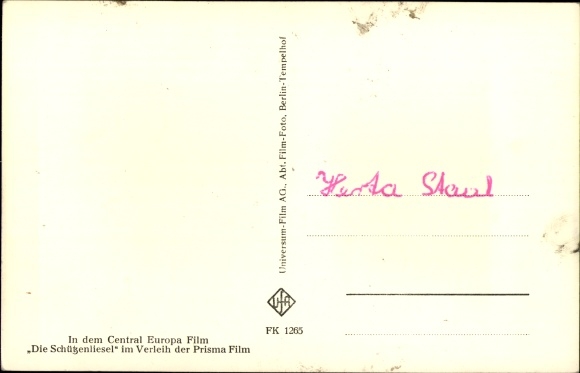 Universum-Film AG., Abt. Film-Foto, Berlin-Tempelhof
Herta Staal
UFA
FK 1265
In dem Central Europa Film
„Die Schützenliesel" im Verleih der Prisma Film